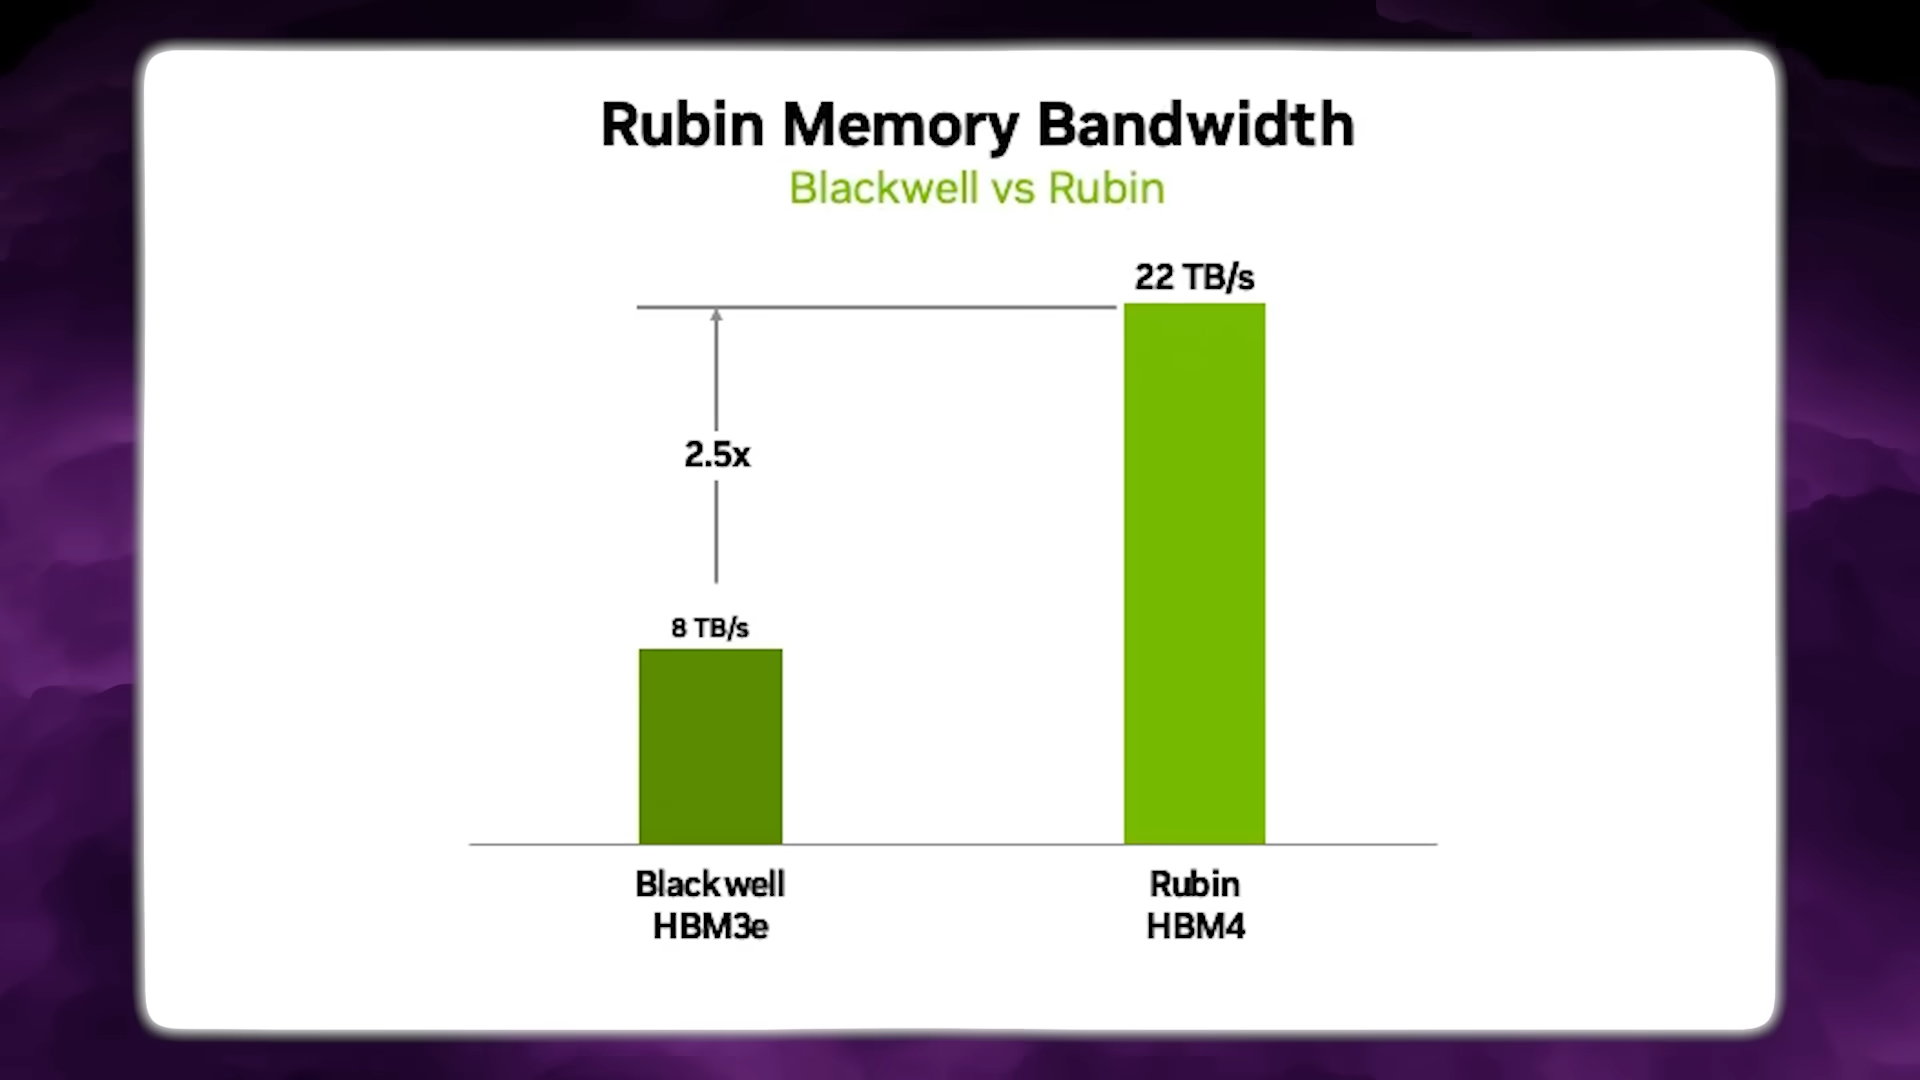 Rubin Memory Bandwidth
Blackwell vs Rubin
22 TB/s
2.5x
8 TB/s
Blackwell
HBM3e
Rubin
HBM4